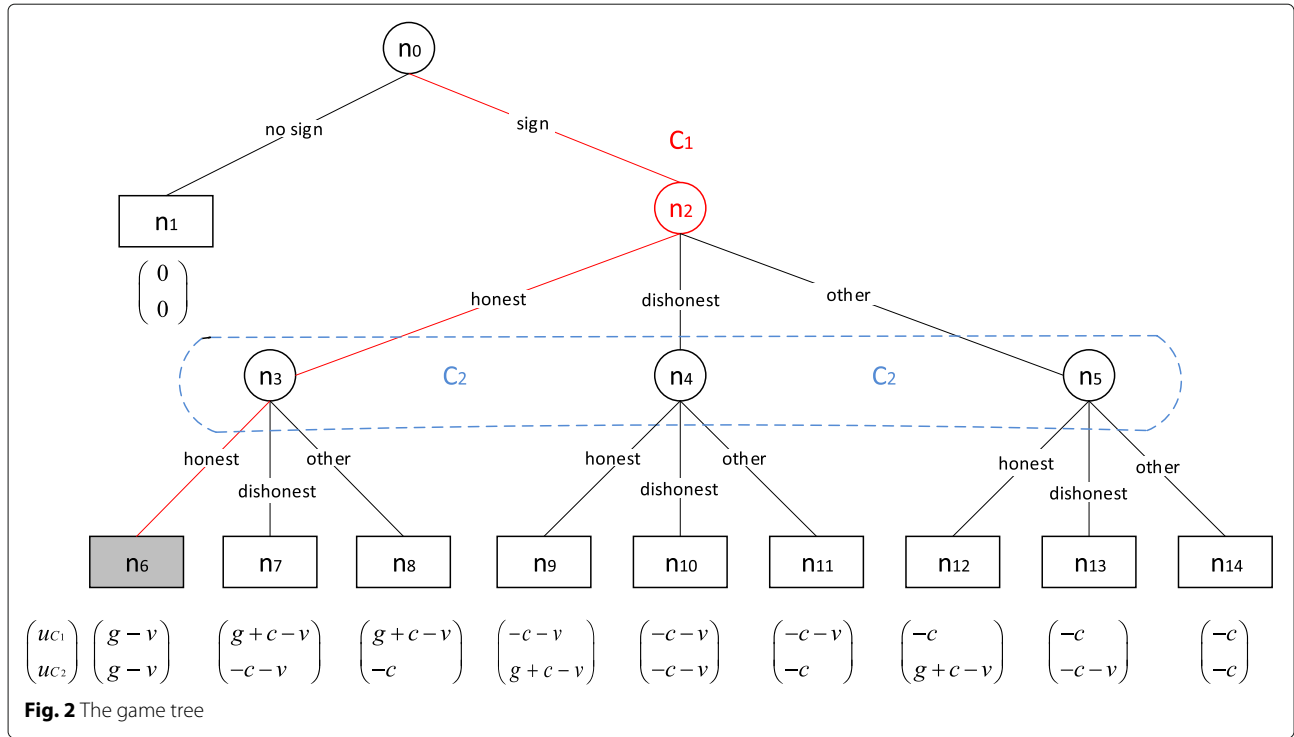 n0
no sign
sign
C1
n1
n2
( 0 )
( 0 )
honest
dishonest
other
n3
C2
n4
C2
n5
honest
dishonest
other
honest
dishonest
other
honest
dishonest
other
n6 n7 n8 n9 n10 n11 n12 n13 n14
uC1 g − v g + c − v g + c − v −c − v −c − v −c − v −c −c −c
uC2 g − v −c − v −c g + c − v −c − v −c g + c − v −c − v −c
Fig. 2 The game tree